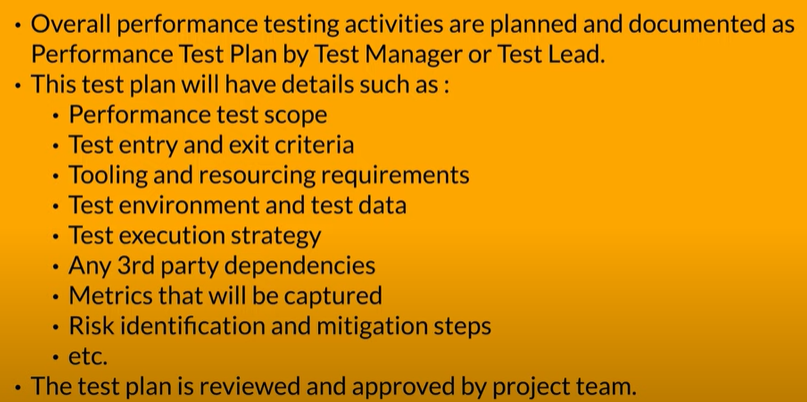 • Overall performance testing activities are planned and documented as
Performance Test Plan by Test Manager or Test Lead.
• This test plan will have details such as :
• Performance test scope
• Test entry and exit criteria
• Tooling and resourcing requirements
• Test environment and test data
• Test execution strategy
• Any 3rd party dependencies
• Metrics that will be captured
• Risk identification and mitigation steps
• etc.
• The test plan is reviewed and approved by project team.